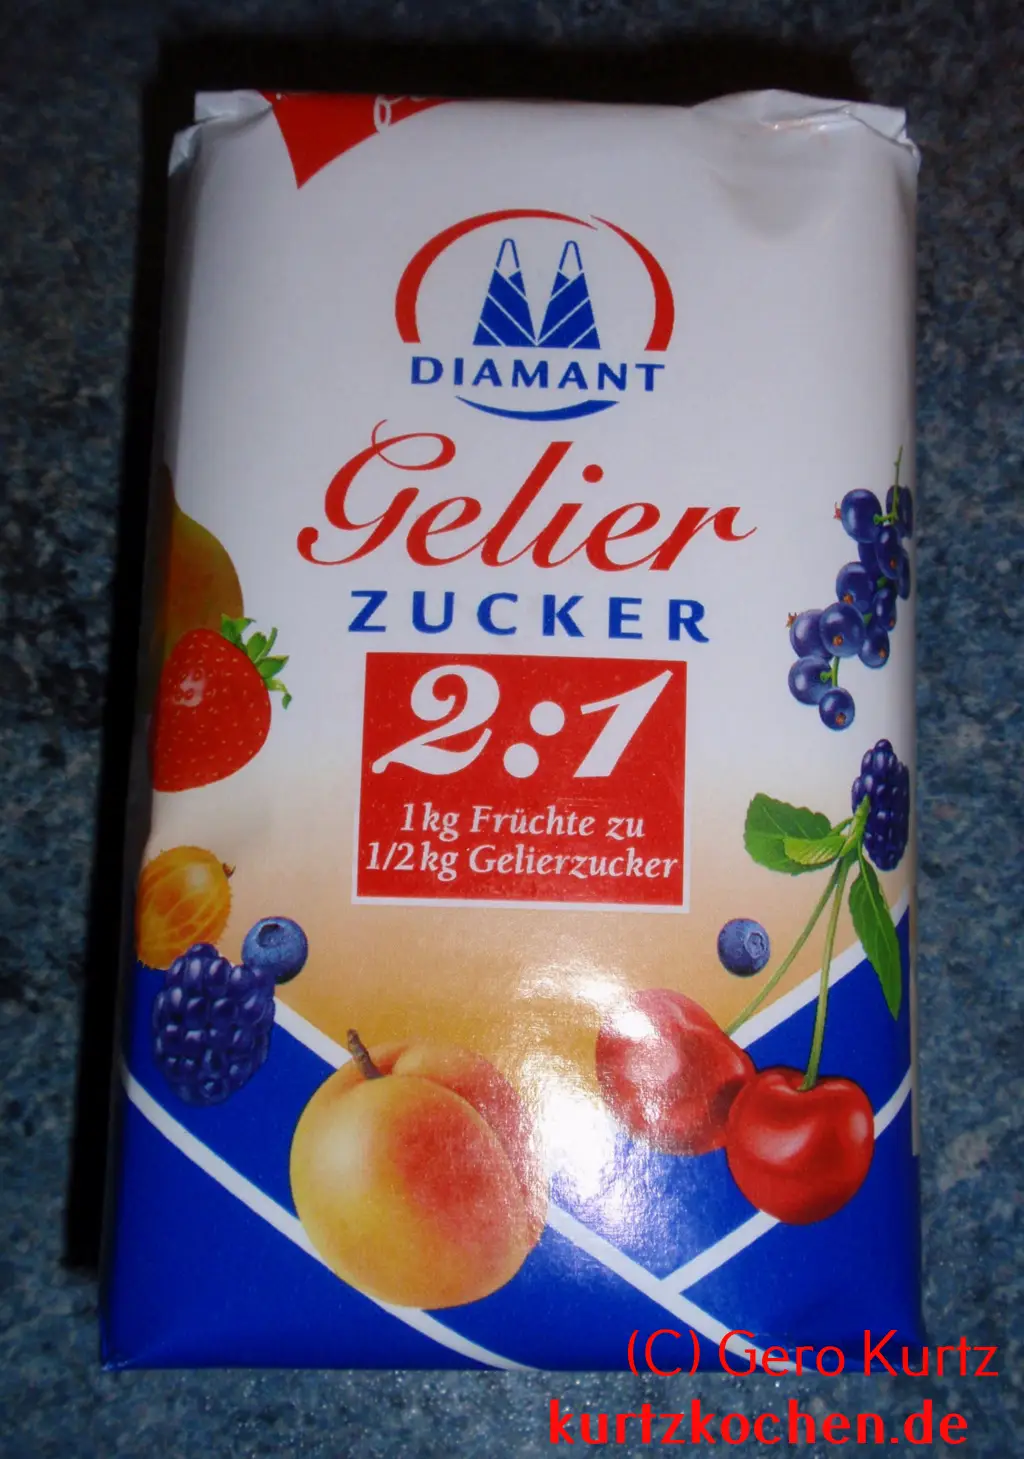 DIAMANT
Gelier
ZUCKER
2:1
1kg Früchte zu
1/2kg Gelierzucker
(C) Gero Kurtz
kurtzkochen.de